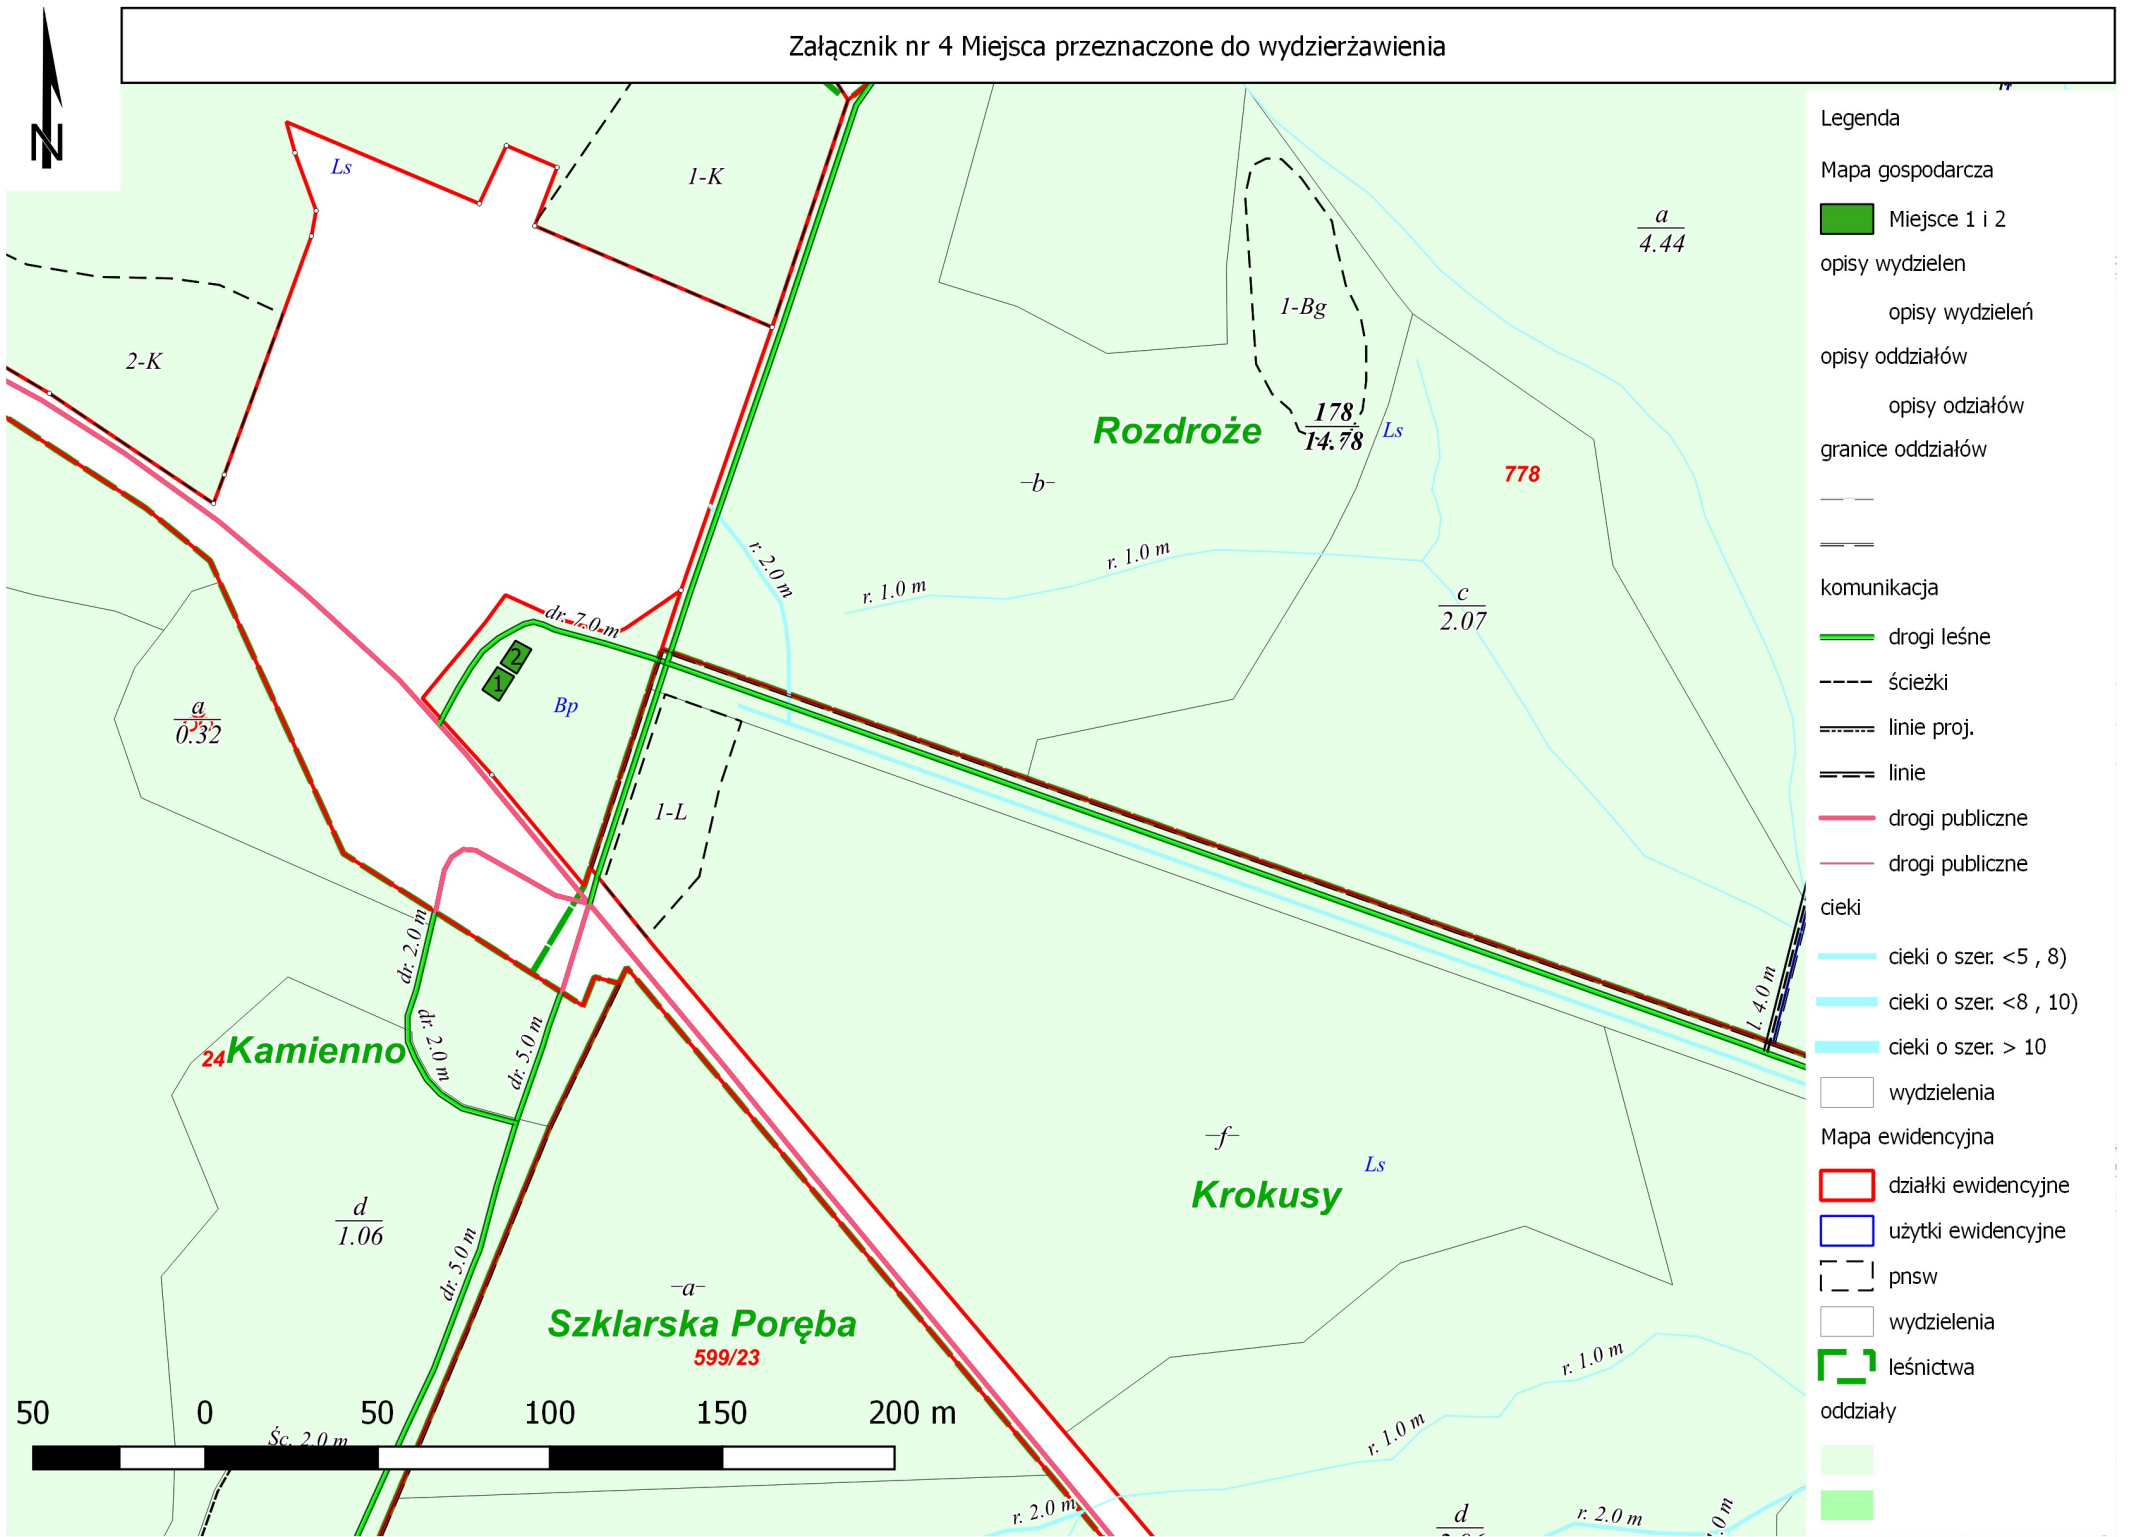 Załącznik nr 4 Miejsca przeznaczone do wydzierżawienia
N
Ls
1-K
2-K
a
4.44
1-Bg
178
14.78
Ls
Rozdroże
778
-b-
r. 2.0 m
r. 1.0 m
r. 1.0 m
c
2.07
dr. 7.0 m
2
1
Bp
a
0.32
1-L
dr. 2.0 m
dr. 2.0 m
dr. 5.0 m
l. 4.0 m
24
Kamienno
-f-
Ls
Krokusy
d
1.06
dr. 5.0 m
-a-
Szklarska Poręba
599/23
r. 1.0 m
r. 1.0 m
r. 2.0 m
r. 2.0 m
d
Śc. 2.0 m
50 0 50 100 150 200 m
Legenda
Mapa gospodarcza
Miejsce 1 i 2
opisy wydzielen
opisy wydzieleń
opisy oddziałów
opisy odziałów
granice oddziałów
komunikacja
drogi leśne
ścieżki
linie proj.
linie
drogi publiczne
drogi publiczne
cieki
cieki o szer. <5 , 8)
cieki o szer. <8 , 10)
cieki o szer. > 10
wydzielenia
Mapa ewidencyjna
działki ewidencyjne
użytki ewidencyjne
pnsw
wydzielenia
leśnictwa
oddziały